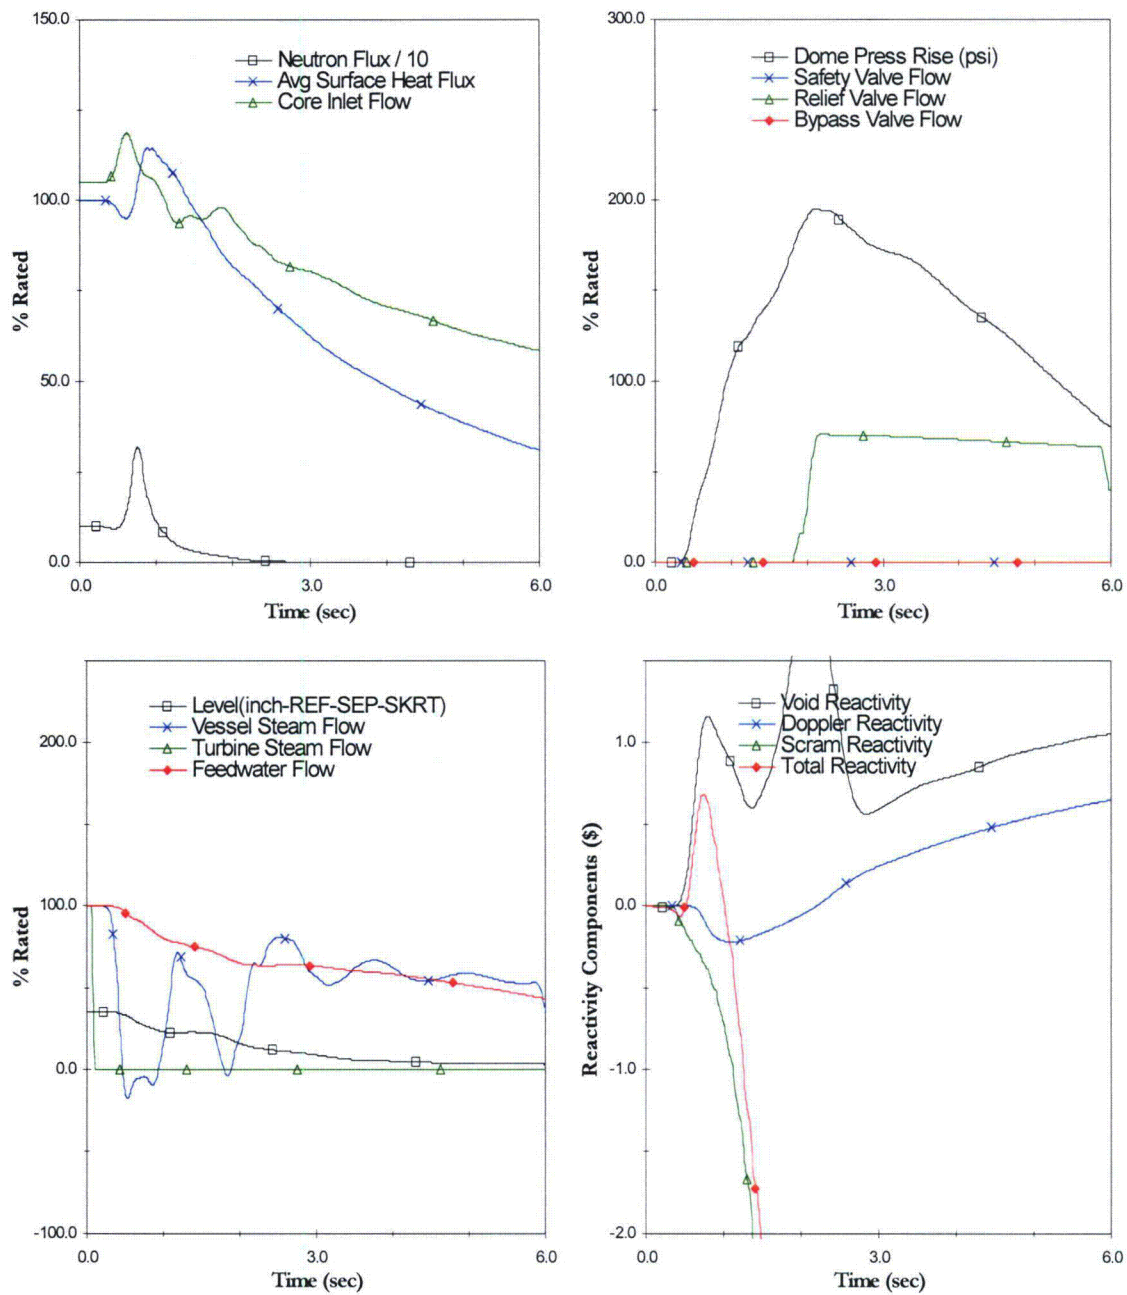 150.0
Neutron Flux / 10
Avg Surface Heat Flux
Core Inlet Flow
100.0
% Rated
50.0
0.0
0.0 3.0 6.0
Time (sec)
300.0
Dome Press Rise (psi)
Safety Valve Flow
Relief Valve Flow
Bypass Valve Flow
200.0
% Rated
100.0
0.0
0.0 3.0 6.0
Time (sec)
Level(inch-REF-SEP-SKRT)
Vessel Steam Flow
Turbine Steam Flow
Feedwater Flow
200.0
% Rated
100.0
0.0
-100.0
0.0 3.0 6.0
Time (sec)
Void Reactivity
Doppler Reactivity
Scram Reactivity
Total Reactivity
1.0
Reactivity Components ($)
0.0
-1.0
-2.0
0.0 3.0 6.0
Time (sec)